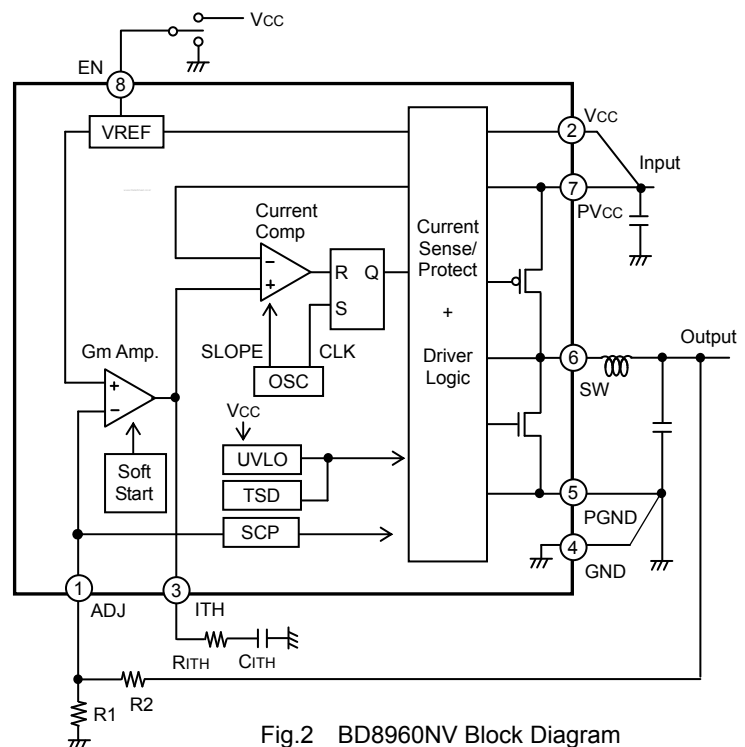 VCC
EN
8
VREF
2
VCC
Input
7
PVCC
Current
Comp
Current
Sense/
Protect
+
Driver
Logic
−
+
R
Q
S
SLOPE
CLK
OSC
Gm Amp.
+
−
Output
6
SW
VCC
UVLO
TSD
SCP
Soft
Start
5
PGND
4
GND
1
ADJ
3
ITH
RITH
CITH
R2
R1
Fig.2 BD8960NV Block Diagram